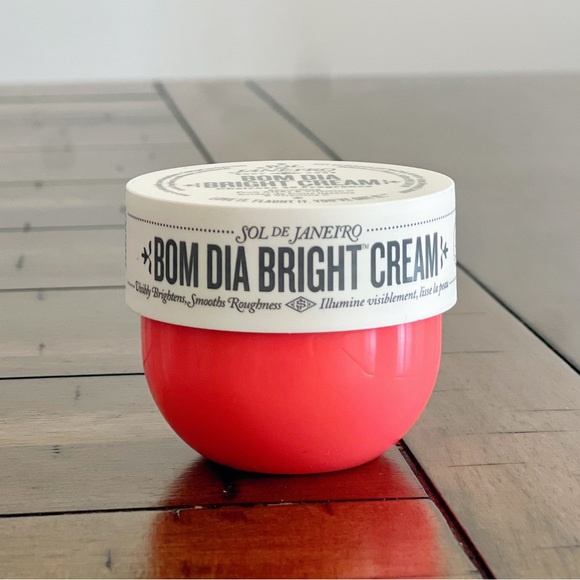 BOM DIA
BRIGHT CREAM
SOL DE JANEIRO
BOM DIA BRIGHT™ CREAM
Visibly Brightens, Smooths Roughness Illumine visiblement, lisse la peau